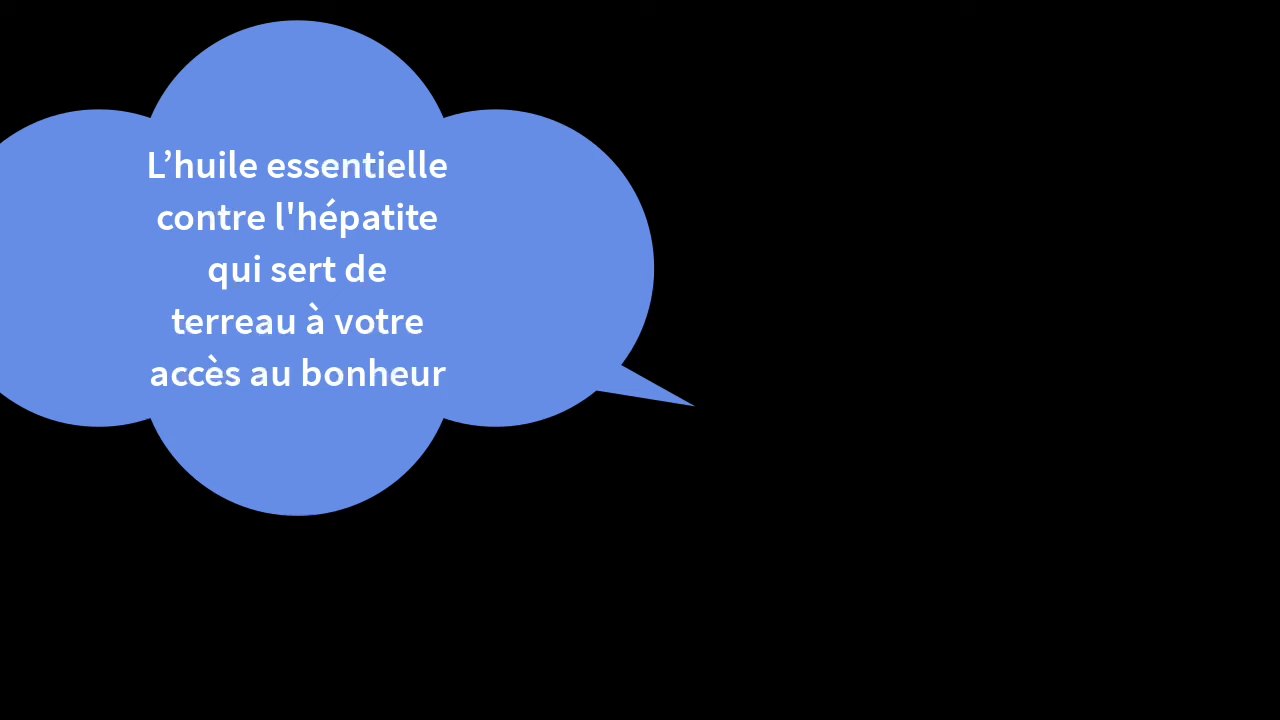 L’huile essentielle
contre l'hépatite
qui sert de
terreau à votre
accès au bonheur